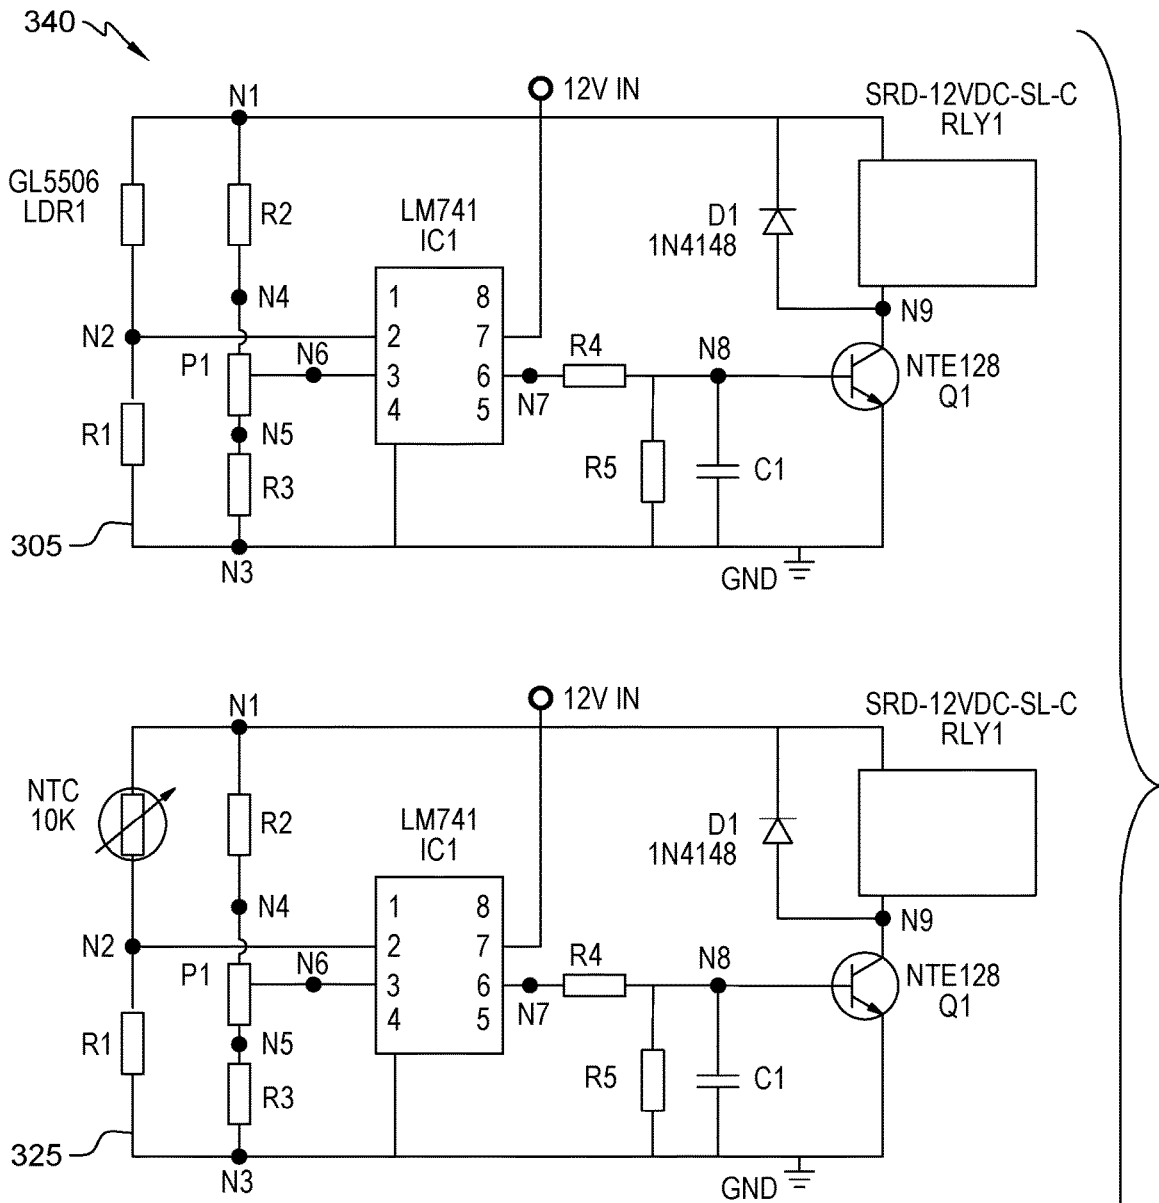 340
N1
12V IN
SRD-12VDC-SL-C
RLY1
GL5506
LDR1
R2
LM741
IC1
D1
1N4148
N4
1 8
N9
N2
2 7
P1
N6
3 6
R4
N8
NTE128
Q1
4 5
N7
R1
N5
R3
R5
C1
305
N3
GND
N1
12V IN
SRD-12VDC-SL-C
RLY1
NTC
10K
R2
LM741
IC1
D1
1N4148
N4
1 8
N9
N2
2 7
P1
N6
3 6
R4
N8
NTE128
Q1
4 5
N7
R1
N5
R3
R5
C1
325
N3
GND